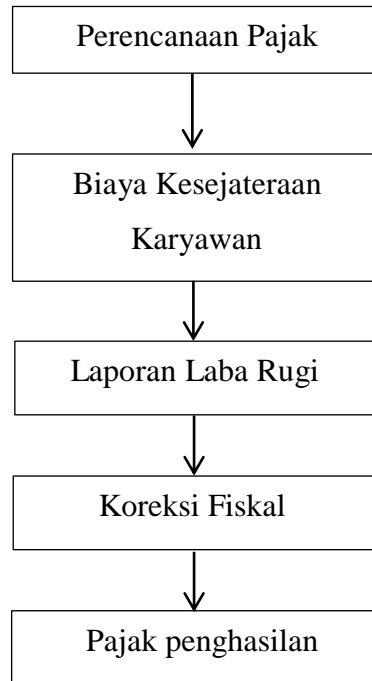 Perencanaan Pajak
Biaya Kesejateraan
Karyawan
Laporan Laba Rugi
Koreksi Fiskal
Pajak penghasilan